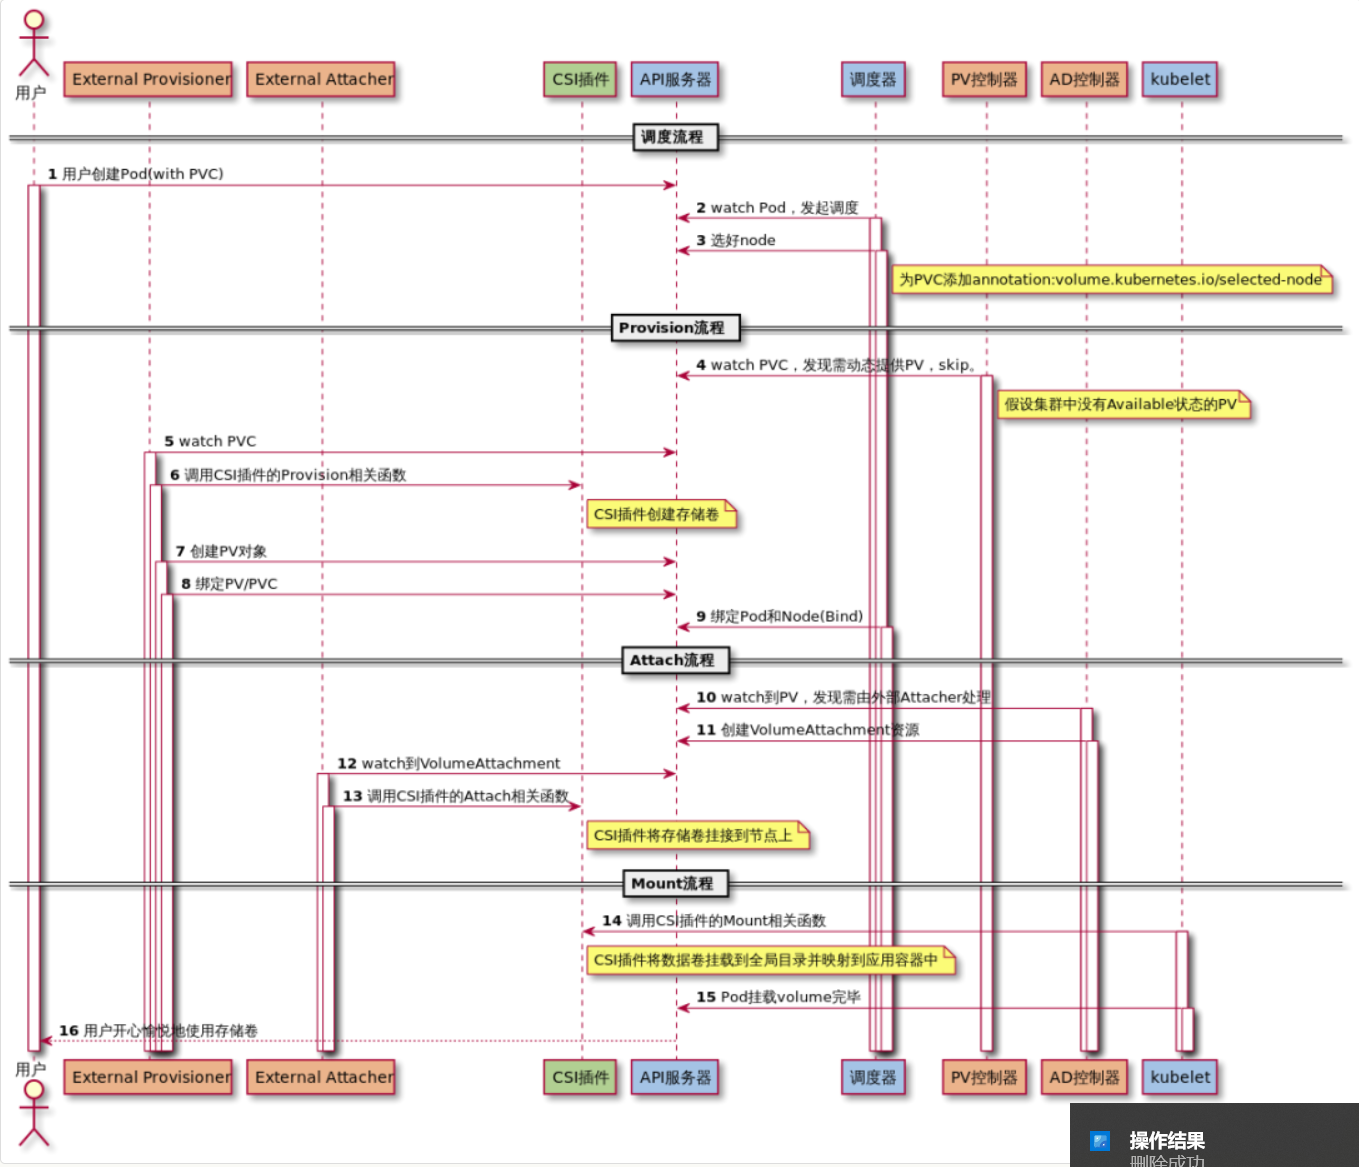 用户
External Provisioner
External Attacher
CSI插件
API服务器
调度器
PV控制器
AD控制器
kubelet
调度流程
1 用户创建Pod(with PVC)
2 watch Pod，发起调度
3 选好node
为PVC添加annotation:volume.kubernetes.io/selected-node
Provision流程
4 watch PVC，发现需动态提供PV，skip。
假设集群中没有Available状态的PV
5 watch PVC
6 调用CSI插件的Provision相关函数
CSI插件创建存储卷
7 创建PV对象
8 绑定PV/PVC
9 绑定Pod和Node(Bind)
Attach流程
10 watch到PV，发现需由外部Attacher处理
11 创建VolumeAttachment资源
12 watch到VolumeAttachment
13 调用CSI插件的Attach相关函数
CSI插件将存储卷挂接到节点上
Mount流程
14 调用CSI插件的Mount相关函数
CSI插件将数据卷挂载到全局目录并映射到应用容器中
15 Pod挂载volume完毕
16 用户开心愉悦地使用存储卷
用户
External Provisioner
External Attacher
CSI插件
API服务器
调度器
PV控制器
AD控制器
kubelet
操作结果
删除成功